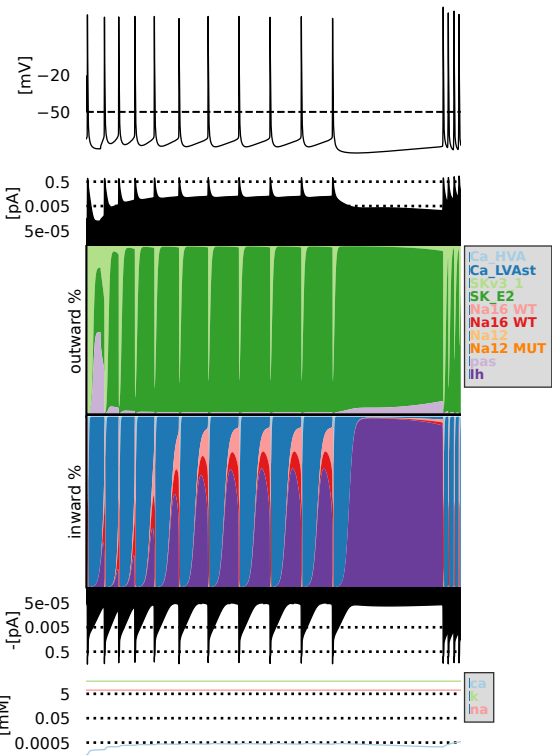 [mV]
−20
−50
[pA]
0.5
0.005
5e-05
outward %
Ca_HVA
Ca_LVAst
SKv3_1
SK_E2
Na16 WT
Na16 WT
Na12
Na12 MUT
pas
Ih
inward %
-[pA]
5e-05
0.005
0.5
[mM]
5
0.05
0.0005
ca
k
na